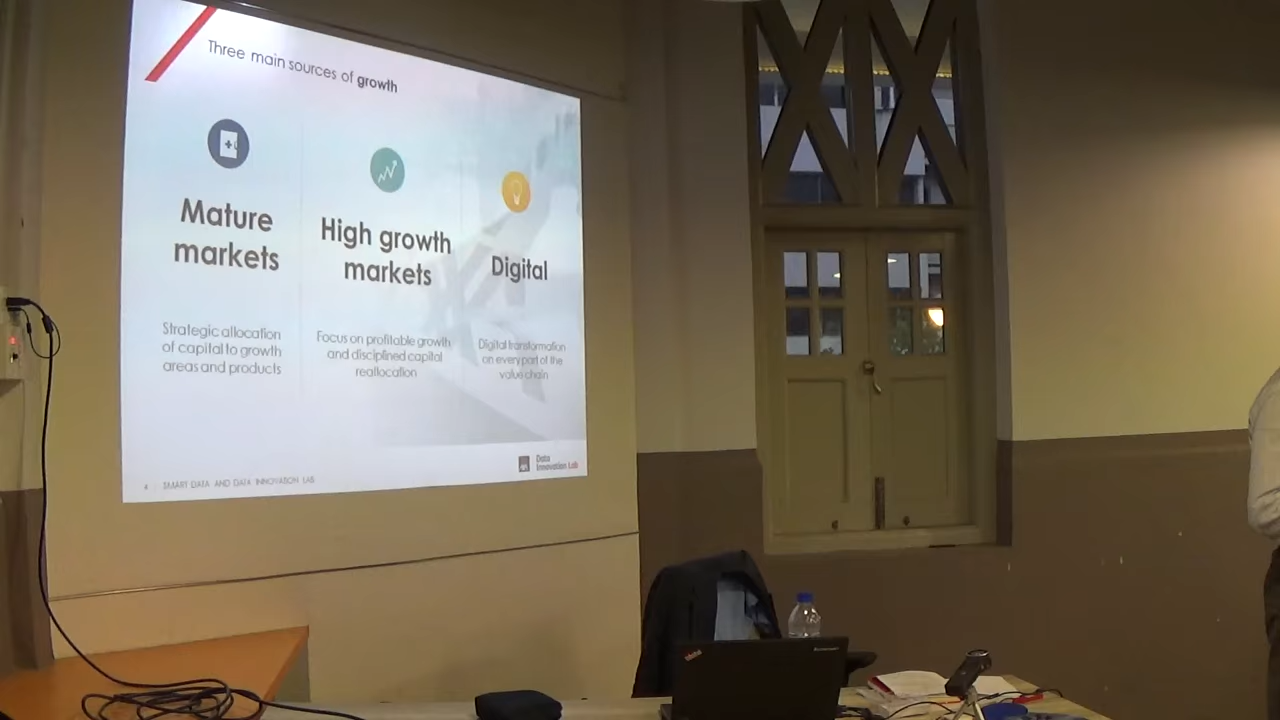 Three main sources of growth
Mature
markets
Strategic allocation
of capital to growth
areas and products
High growth
markets
Focus on profitable growth
and disciplined capital
reallocation
Digital
Digital transformation
on every part of the
value chain
4 SMART DATA AND DATA INNOVATION LAB
AXA
Data
Innovation Lab